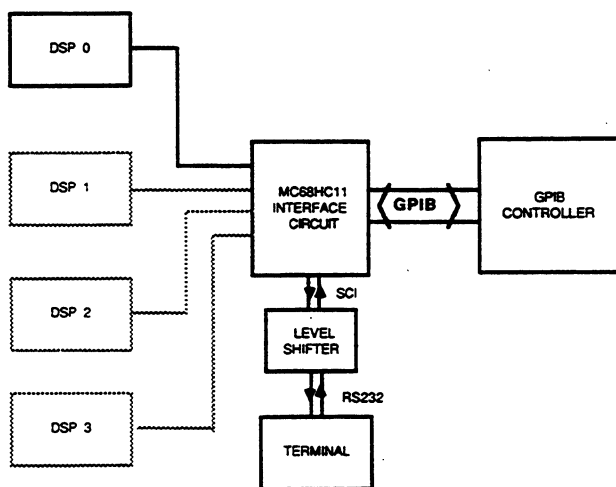 DSP 0
DSP 1
DSP 2
DSP 3
MC68HC11
INTERFACE
CIRCUIT
GPIB
GPIB
CONTROLLER
SCI
LEVEL
SHIFTER
RS232
TERMINAL